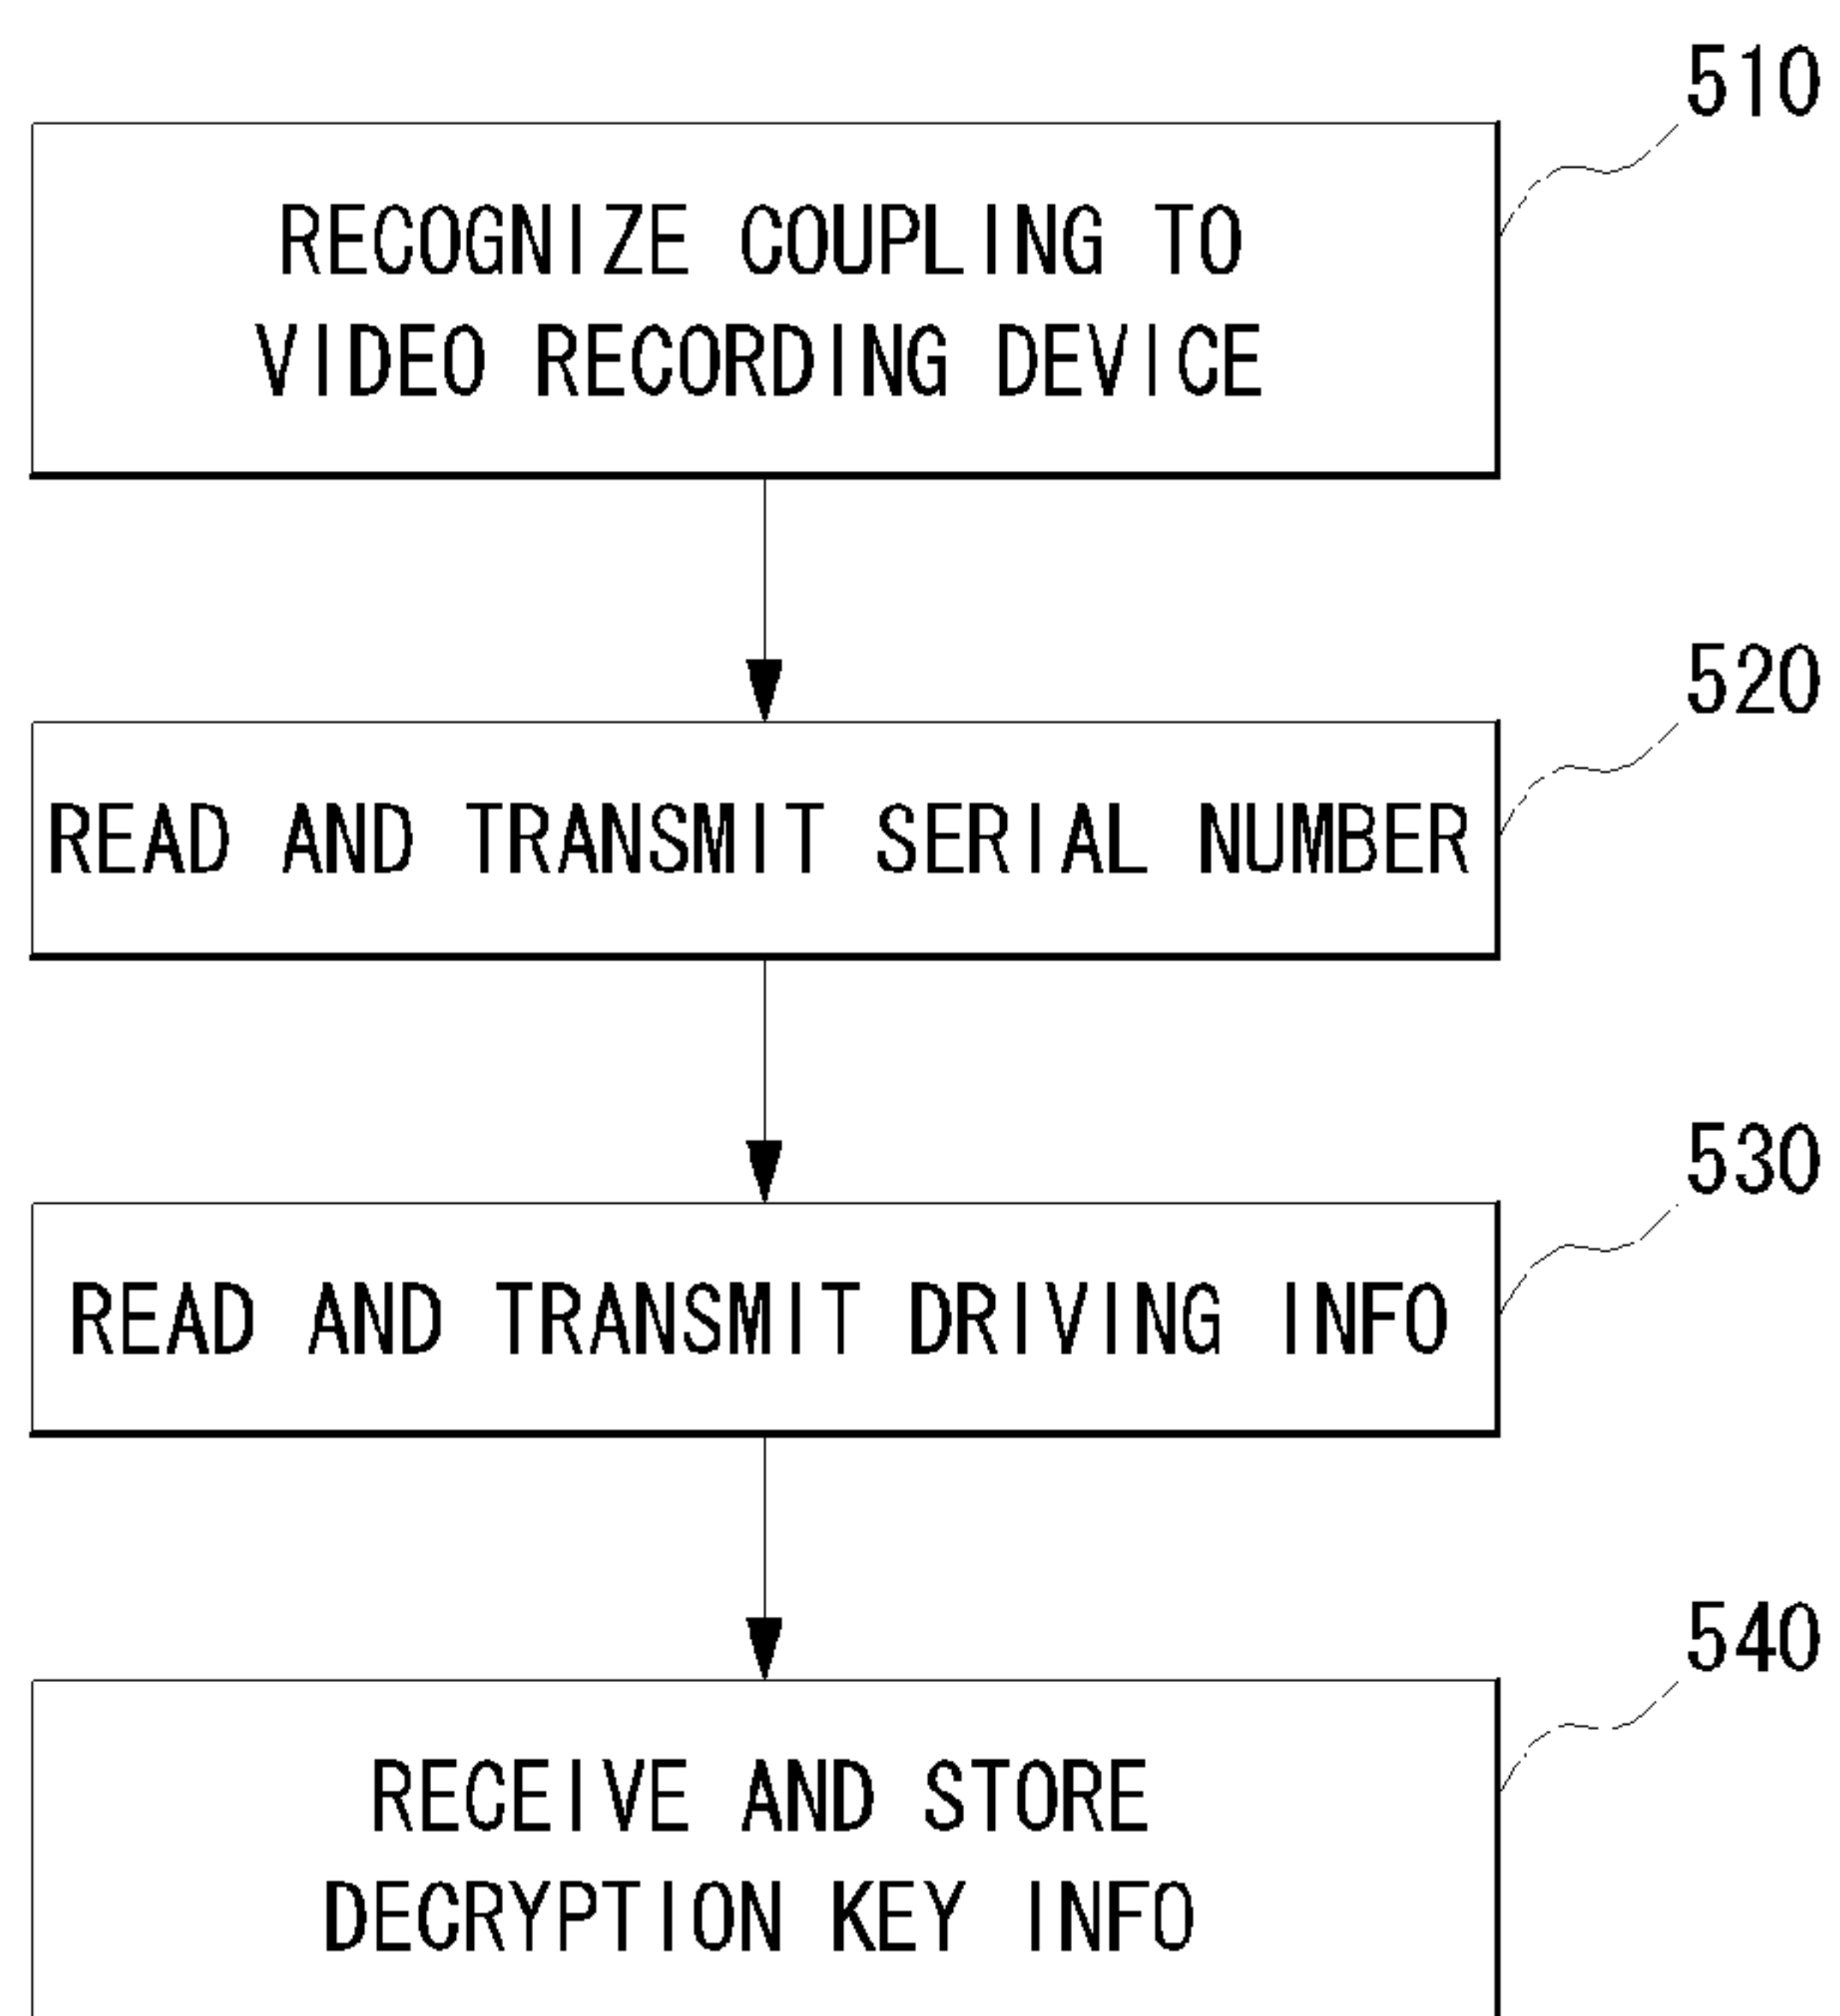 510
RECOGNIZE COUPLING TO
VIDEO RECORDING DEVICE
520
READ AND TRANSMIT SERIAL NUMBER
530
READ AND TRANSMIT DRIVING INFO
540
RECEIVE AND STORE
DECRYPTION KEY INFO